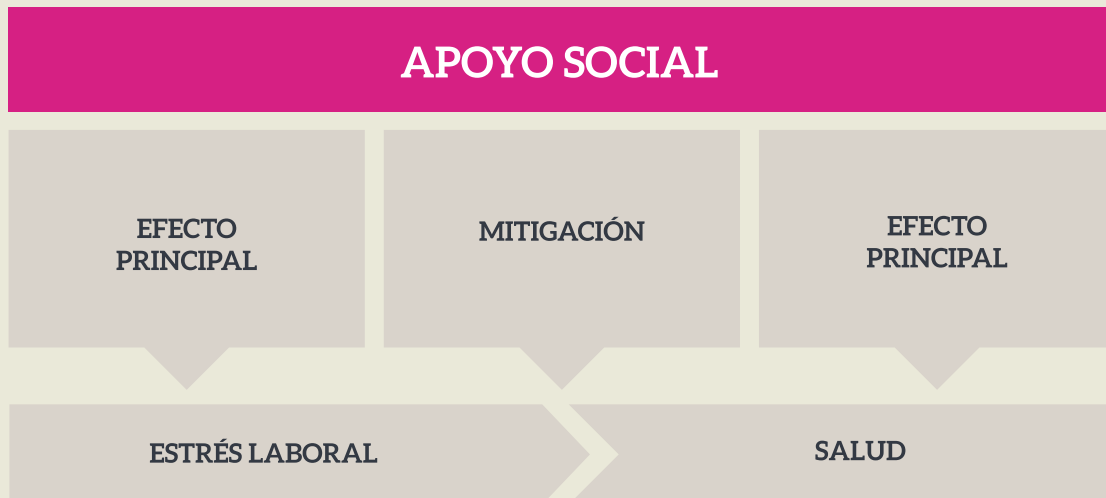 APOYO SOCIAL
EFECTO
PRINCIPAL
MITIGACIÓN
EFECTO
PRINCIPAL
ESTRÉS LABORAL
SALUD